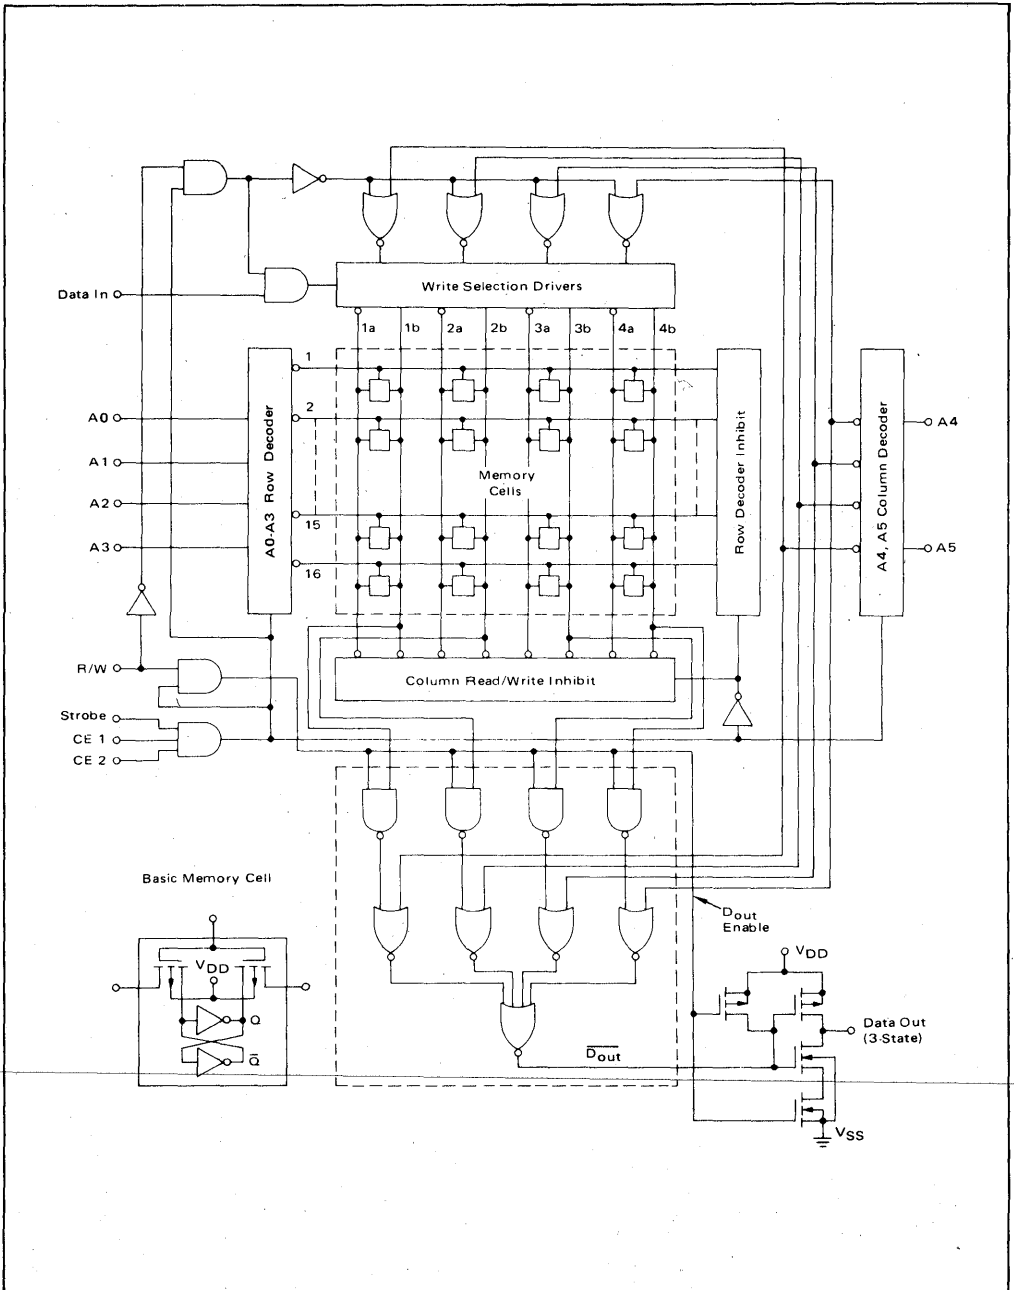 Data In
Write Selection Drivers
1a
1b
2a
2b
3a
3b
4a
4b
1
2
15
16
A0
A1
A2
A3
A0-A3 Row Decoder
Memory
Cells
Row Decoder Inhibit
A4, A5 Column Decoder
A4
A5
R/W
Column Read/Write Inhibit
Strobe
CE 1
CE 2
Basic Memory Cell
VDD
Q
Q̅
Dout
Enable
VDD
Data Out
(3-State)
D̅o̅u̅t̅
VSS